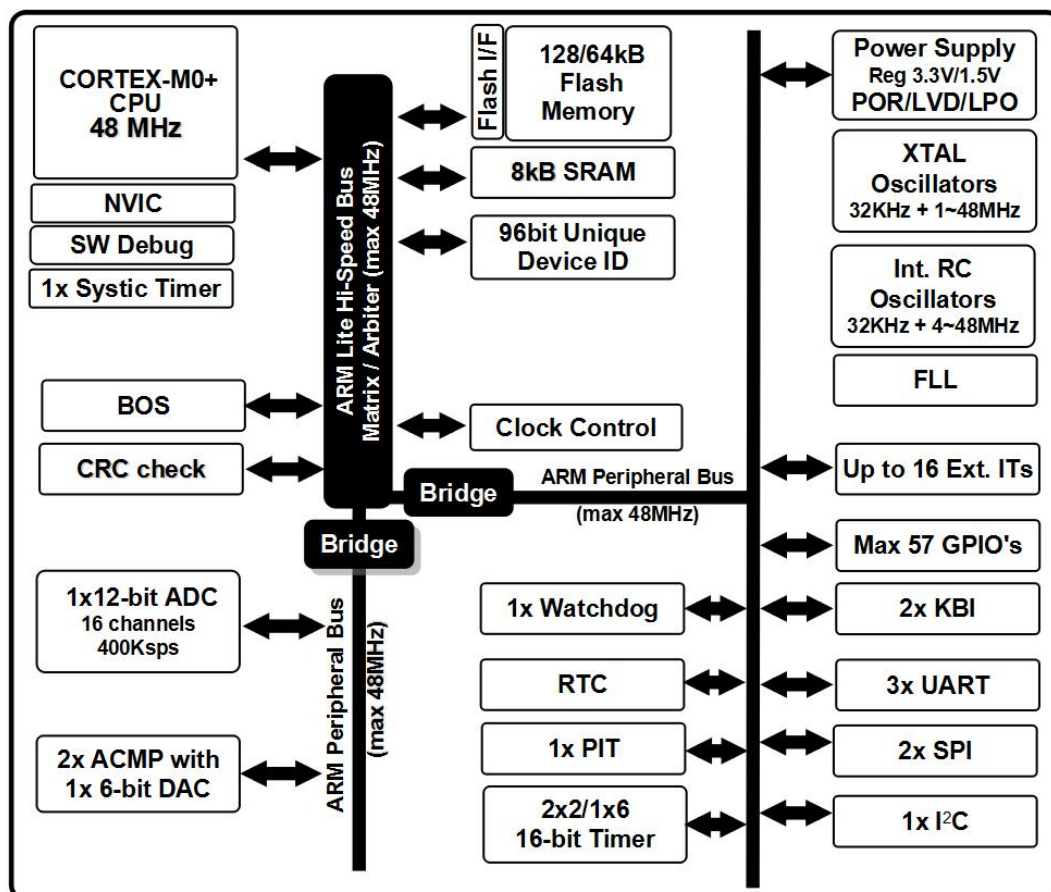 CORTEX-M0+
CPU
48 MHz
NVIC
SW Debug
1x Systic Timer
BOS
CRC check
1x12-bit ADC
16 channels
400Ksps
2x ACMP with
1x 6-bit DAC
ARM Lite Hi-Speed Bus
Matrix / Arbiter (max 48MHz)
Bridge
ARM Peripheral Bus
(max 48MHz)
Flash I/F
128/64kB
Flash
Memory
8kB SRAM
96bit Unique
Device ID
Clock Control
Bridge
ARM Peripheral Bus
(max 48MHz)
1x Watchdog
RTC
1x PIT
2x2/1x6
16-bit Timer
Power Supply
Reg 3.3V/1.5V
POR/LVD/LPO
XTAL
Oscillators
32KHz + 1~48MHz
Int. RC
Oscillators
32KHz + 4~48MHz
FLL
Up to 16 Ext. ITs
Max 57 GPIO's
2x KBI
3x UART
2x SPI
1x I²C